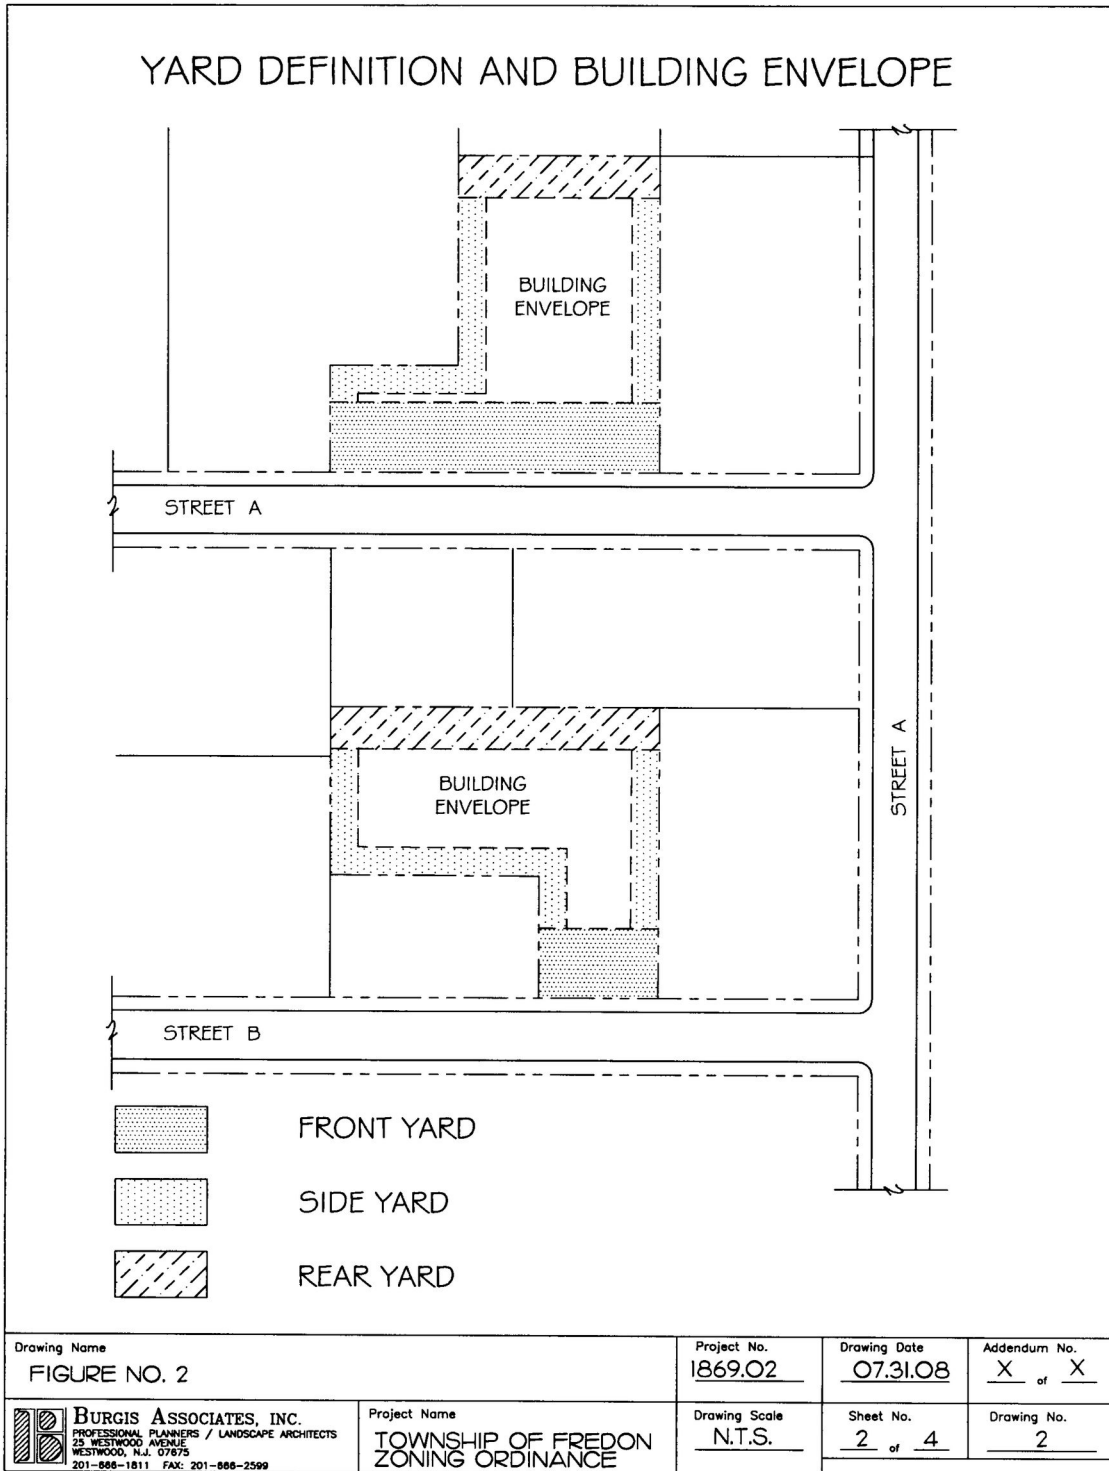 YARD DEFINITION AND BUILDING ENVELOPE
BUILDING
ENVELOPE
STREET A
BUILDING
ENVELOPE
STREET A
STREET B
FRONT YARD
SIDE YARD
REAR YARD
Drawing Name
FIGURE NO. 2
Project No.
1869.02
Drawing Date
07.31.08
Addendum No.
X of X
BURGIS ASSOCIATES, INC.
PROFESSIONAL PLANNERS / LANDSCAPE ARCHITECTS
25 WESTWOOD AVENUE
WESTWOOD, N.J. 07675
201-666-1811 FAX: 201-666-2599
Project Name
TOWNSHIP OF FREDON
ZONING ORDINANCE
Drawing Scale
N.T.S.
Sheet No.
2 of 4
Drawing No.
2